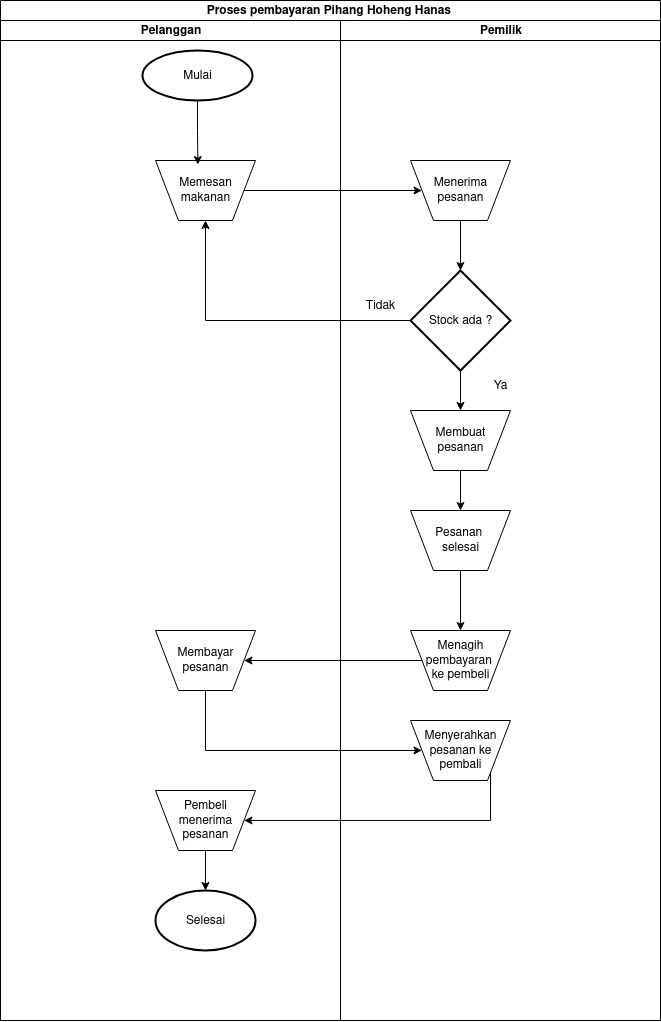 Proses pembayaran Pihang Hoheng Hanas
Pelanggan
Pemilik
Mulai
Memesan
makanan
Menerima
pesanan
Tidak
Stock ada ?
Ya
Membuat
pesanan
Pesanan
selesai
Membayar
pesanan
Menagih
pembayaran
ke pembeli
Menyerahkan
pesanan ke
pembali
Pembeli
menerima
pesanan
Selesai